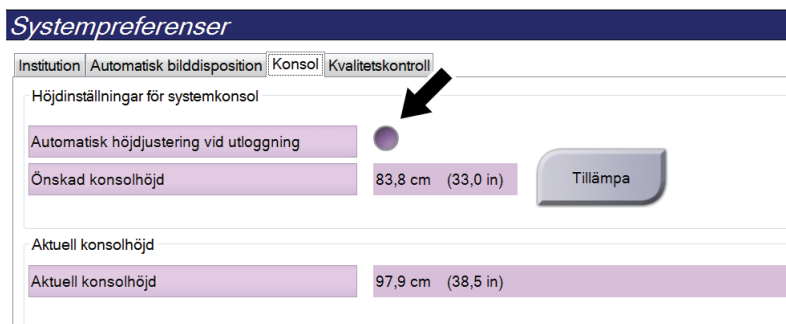 Systempreferenser
Institution Automatisk bilddisposition Konsol Kvalitetskontroll
Höjdinställningar för systemkonsol
Automatisk höjdjustering vid utloggning
Önskad konsolhöjd 83,8 cm (33,0 in) Tillämpa
Aktuell konsolhöjd
Aktuell konsolhöjd 97,9 cm (38,5 in)